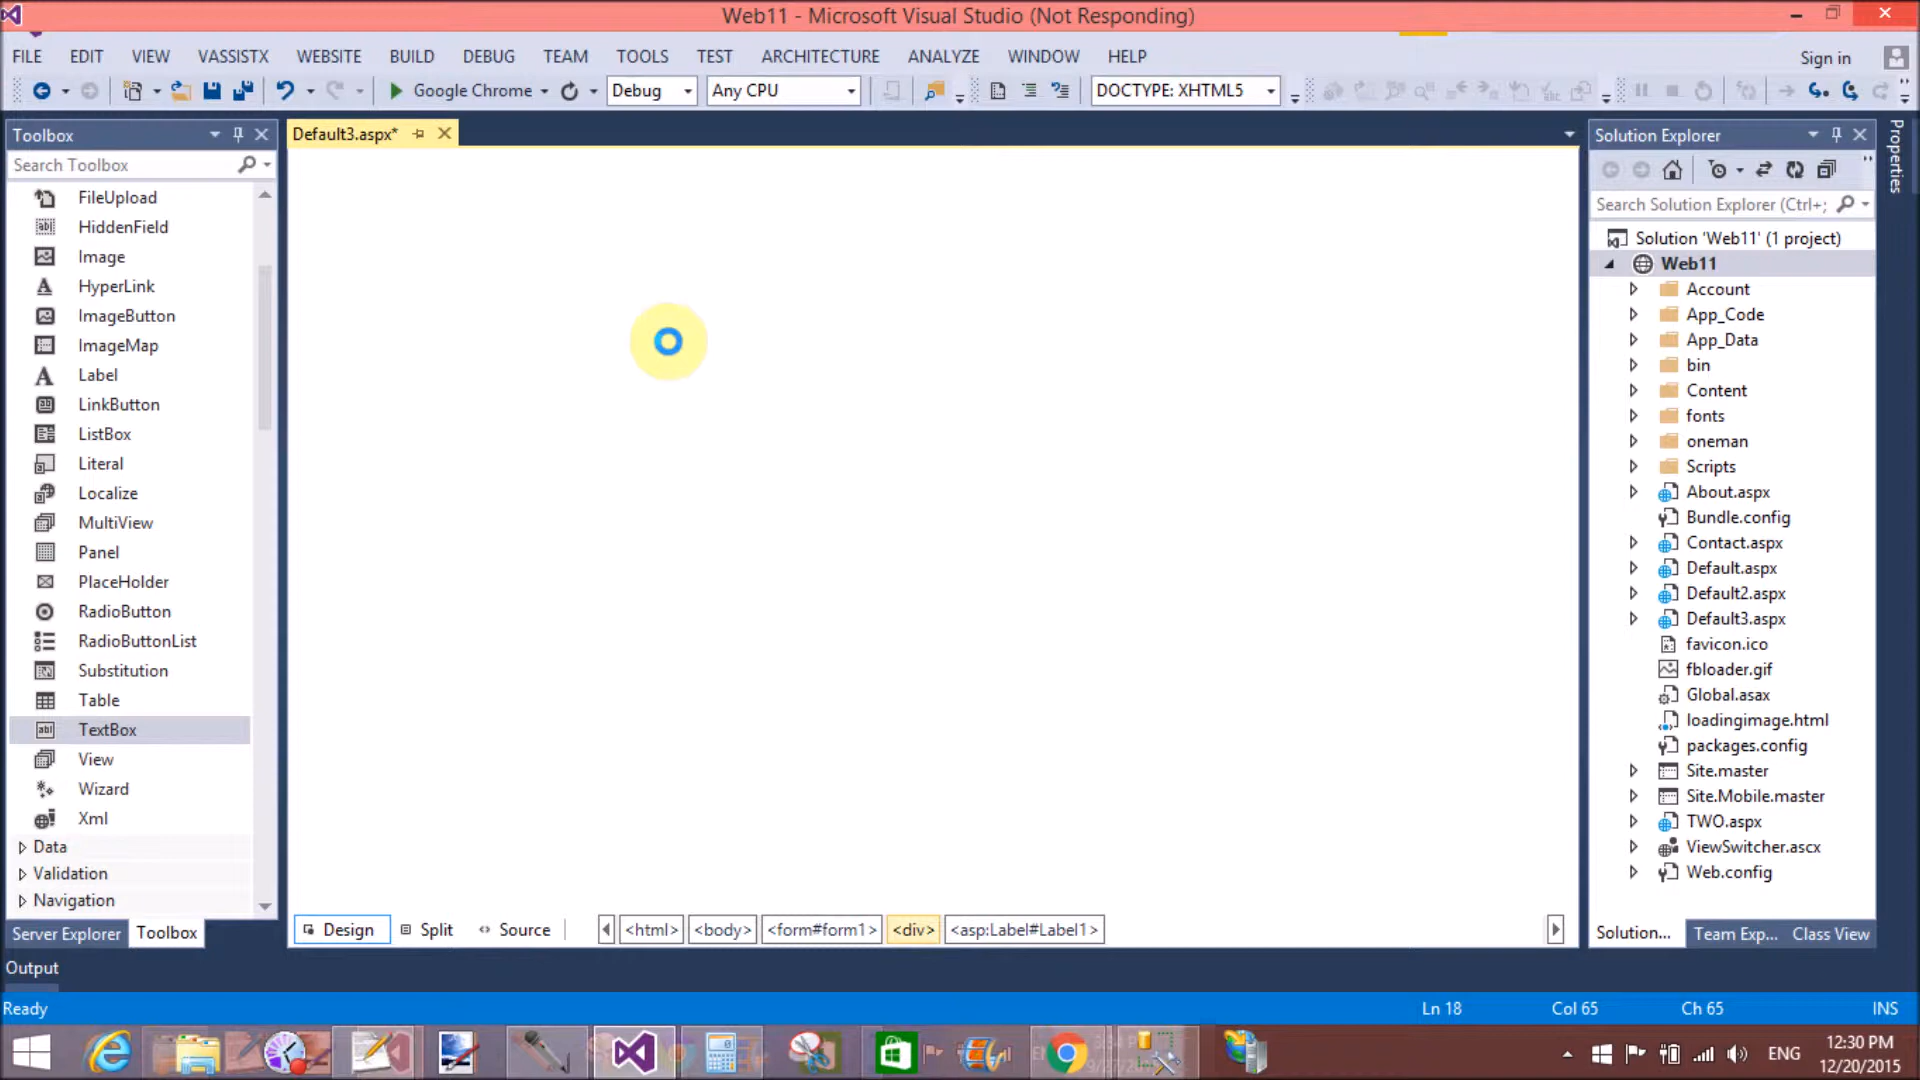 Web11 - Microsoft Visual Studio (Not Responding)
FILE EDIT VIEW VASSISTX WEBSITE BUILD DEBUG TEAM TOOLS TEST ARCHITECTURE ANALYZE WINDOW HELP Sign in
Google Chrome Debug Any CPU DOCTYPE: XHTML5
Toolbox
Search Toolbox
FileUpload
HiddenField
Image
HyperLink
ImageButton
ImageMap
Label
LinkButton
ListBox
Literal
Localize
MultiView
Panel
PlaceHolder
RadioButton
RadioButtonList
Substitution
Table
TextBox
View
Wizard
Xml
Data
Validation
Navigation
Server Explorer Toolbox
Default3.aspx*
Design Split Source <html> <body> <form#form1> <div> <asp:Label#Label1>
Solution Explorer
Search Solution Explorer (Ctrl+;
Solution 'Web11' (1 project)
Web11
Account
App_Code
App_Data
bin
Content
fonts
oneman
Scripts
About.aspx
Bundle.config
Contact.aspx
Default.aspx
Default2.aspx
Default3.aspx
favicon.ico
fbloader.gif
Global.asax
loadingimage.html
packages.config
Site.master
Site.Mobile.master
TWO.aspx
ViewSwitcher.ascx
Web.config
Solution... Team Exp... Class View
Properties
Output
Ready Ln 18 Col 65 Ch 65 INS
ENG 12:30 PM
12/20/2015